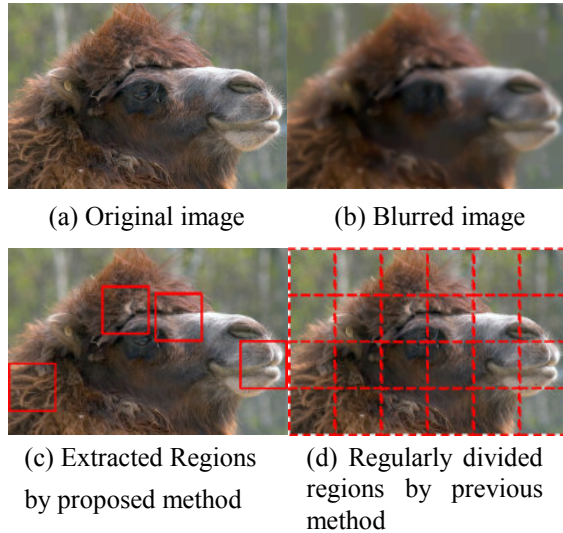 (a) Original image
(b) Blurred image
(c) Extracted Regions
by proposed method
(d) Regularly divided
regions by previous
method